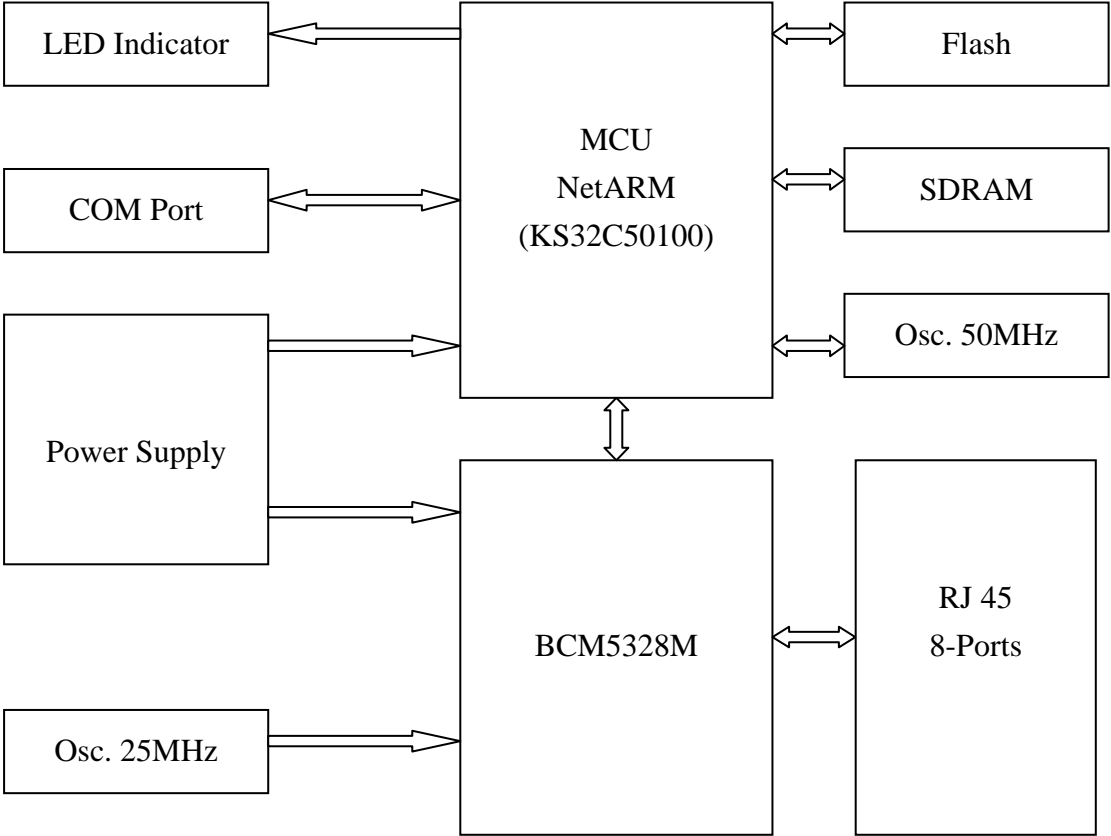 LED Indicator
Flash
MCU
NetARM
(KS32C50100)
COM Port
SDRAM
Osc. 50MHz
Power Supply
BCM5328M
RJ 45
8-Ports
Osc. 25MHz